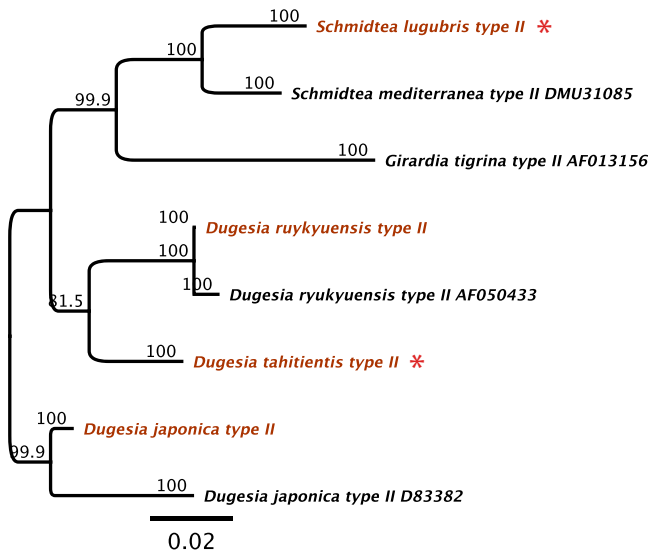 100
Schmidtea lugubris type II *
100
100
Schmidtea mediterranea type II DMU31085
99.9
100
Girardia tigrina type II AF013156
100
Dugesia ruykyuensis type II
100
100
Dugesia ryukyuensis type II AF050433
81.5
100
Dugesia tahitientis type II *
100
Dugesia japonica type II
99.9
100
Dugesia japonica type II D83382
0.02